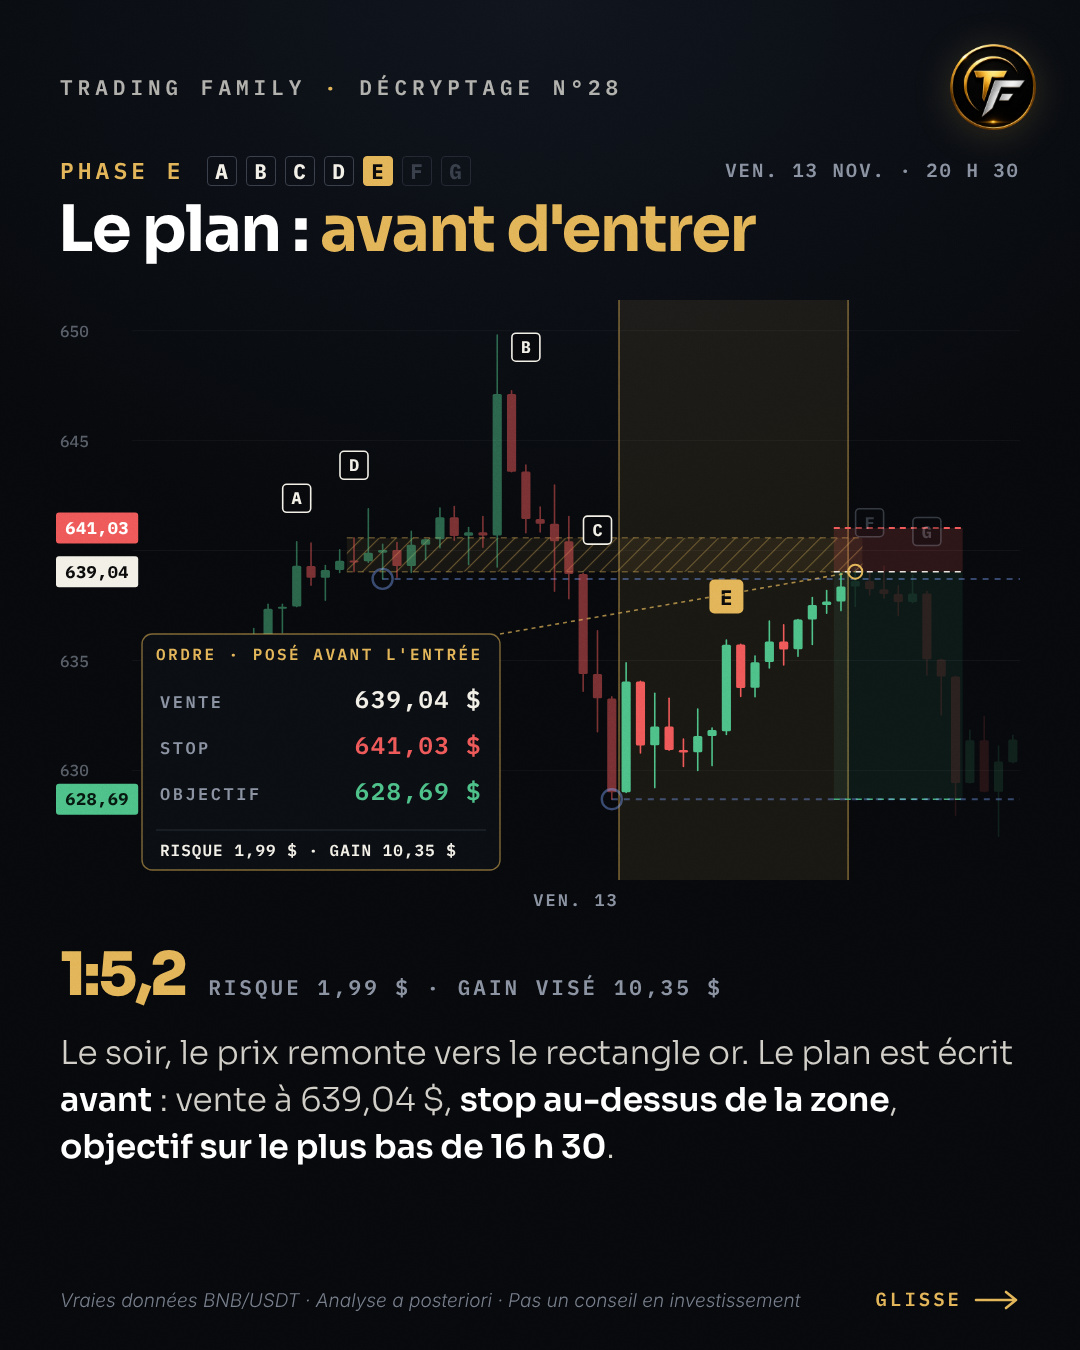 TRADING FAMILY · DÉCRYPTAGE N°28
TF
PHASE E A B C D E F G
VEN. 13 NOV. · 20 H 30
Le plan : avant d'entrer
650
645
641,03
639,04
635
630
628,69
A
D
B
C
E
F
G
ORDRE · POSÉ AVANT L'ENTRÉE
VENTE 639,04 $
STOP 641,03 $
OBJECTIF 628,69 $
RISQUE 1,99 $ · GAIN 10,35 $
VEN. 13
1:5,2 RISQUE 1,99 $ · GAIN VISÉ 10,35 $
Le soir, le prix remonte vers le rectangle or. Le plan est écrit
avant : vente à 639,04 $, stop au-dessus de la zone,
objectif sur le plus bas de 16 h 30.
Vraies données BNB/USDT · Analyse a posteriori · Pas un conseil en investissement
GLISSE →